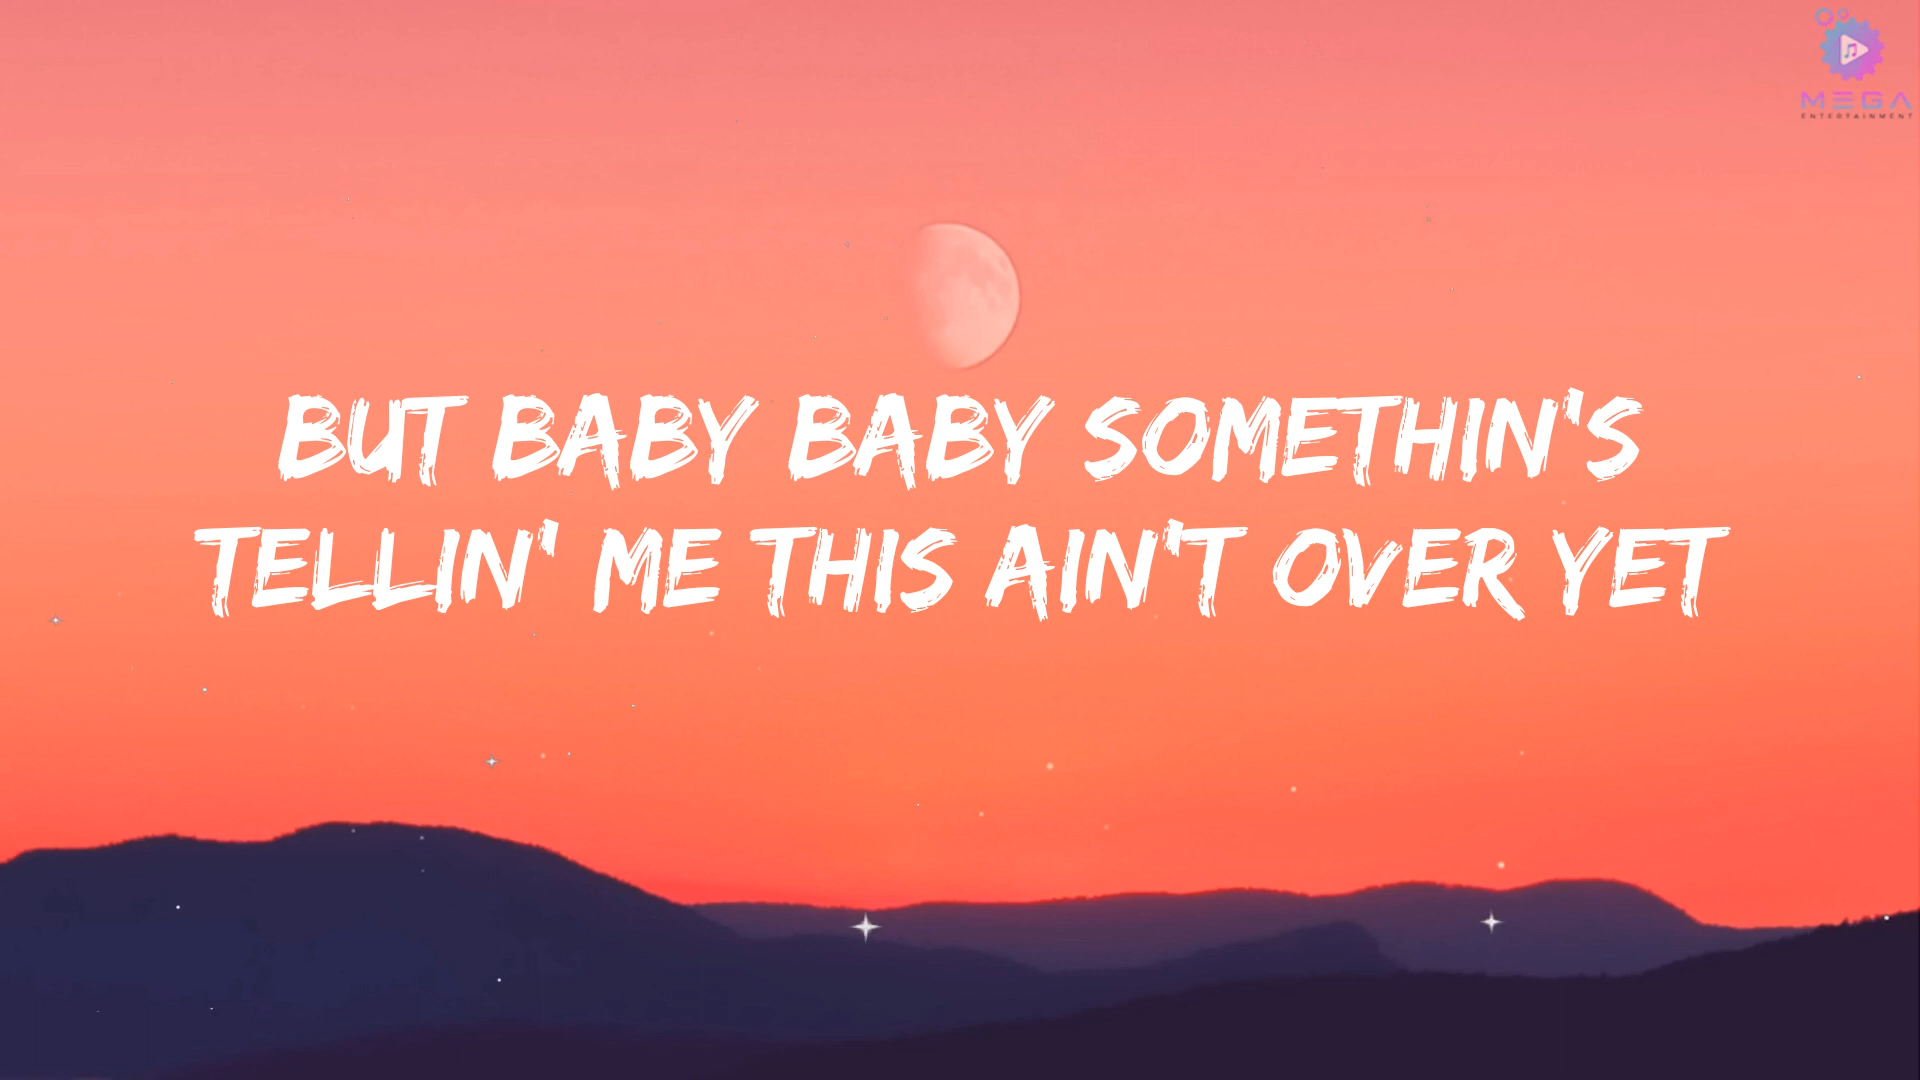 MEGA
ENTERTAINMENT
BUT BABY BABY SOMETHIN'S
TELLIN' ME THIS AIN'T OVER YET